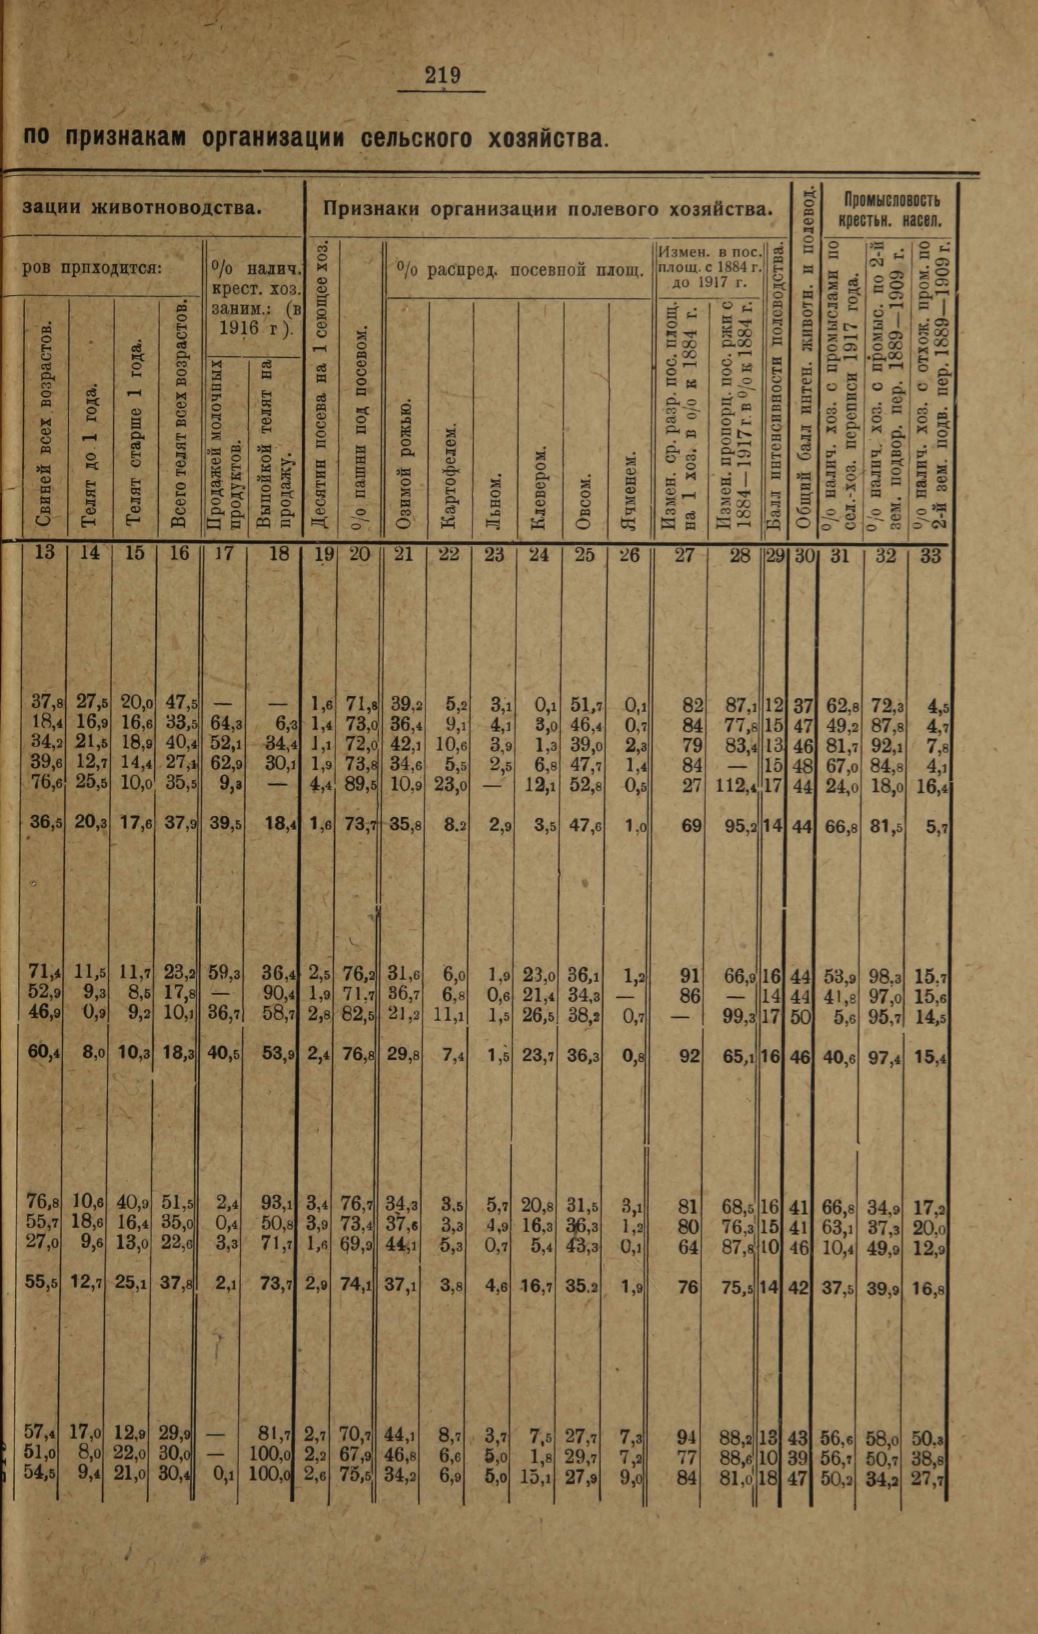 219
по признакам организации сельского хозяйства.
зации животноводства.
Признаки организации полевого хозяйства.
Общий балл интен. животн. и полевод.
Промысловость
крестьн. насел.
ров приходится:
% налич.
крест. хоз.
заним.: (в
1916 г).
Десятин посева на 1 сеющее хоз.
% пашни под посевом.
% распред. посевной площ.
Измен. в пос.
площ. с 1884 г.
до 1917 г.
Балл интенсивности полеводства.
% налич. хоз. с промыслами по
сел.-хоз. переписи 1917 года.
% налич. хоз. с промыс. по 2-й
зем. подвор. пер. 1889—1909 г.
% налич. хоз. с отхож. пром. по
2-й зем. подв. пер. 1889—1909 г.
Свиней всех возрастов.
Телят до 1 года.
Телят старше 1 года.
Всего телят всех возрастов.
Продажей молочных
продуктов.
Выпойкой телят на
продажу.
Озимой рожью.
Картофелем.
Льном.
Клевером.
Овсом.
Ячменем.
Измен. ср. разр. пос. площ.
на 1 хоз. в о/о к 1884 г.
Измен. пропорц. пос. ржи с
1884—1917 г. в % к 1884 г.
13 14 15 16 17 18 19 20 21 22 23 24 25 26 27 28 29 30 31 32 33
37,8 27,5 20,0 47,5 — — 1,6 71,8 39,2 5,2 3,1 0,1 51,7 0,1 82 87,1 12 37 62,8 72,3 4,5
18,4 16,9 16,6 33,5 64,3 6,3 1,4 73,0 36,4 9,1 4,1 3,0 46,4 0,7 84 77,8 15 47 49,2 87,8 4,7
34,2 21,5 18,9 40,4 52,1 34,4 1,1 72,0 42,1 10,6 3,9 1,3 39,0 2,3 79 83,4 13 46 81,7 92,1 7,8
39,6 12,7 14,4 27,1 62,9 30,1 1,9 73,8 34,6 5,5 2,5 6,8 47,7 1,4 84 — 15 48 67,0 84,8 4,1
76,6 25,5 10,0 35,5 9,3 — 4,4 89,5 10,9 23,0 — 12,1 52,8 0,5 27 112,4 17 44 24,0 18,0 16,4
36,5 20,3 17,6 37,9 39,5 18,4 1,6 73,7 35,8 8.2 2,9 3,5 47,6 1,0 69 95,2 14 44 66,8 81,5 5,7
71,4 11,5 11,7 23,2 59,3 36,4 2,5 76,2 31,6 6,0 1,9 23,0 36,1 1,2 91 66,9 16 44 53,9 98,3 15,7
52,9 9,3 8,5 17,8 — 90,4 1,9 71,7 36,7 6,8 0,6 21,4 34,3 — 86 — 14 44 41,8 97,0 15,6
46,9 0,9 9,2 10,1 36,7 58,7 2,8 82,5 21,2 11,1 1,5 26,5 38,2 0,7 — 99,3 17 50 5,6 95,7 14,5
60,4 8,0 10,3 18,3 40,5 53,9 2,4 76,8 29,8 7,4 1,5 23,7 36,3 0,8 92 65,1 16 46 40,6 97,4 15,4
76,8 10,6 40,9 51,5 2,4 93,1 3,4 76,7 34,3 3,5 5,7 20,8 31,5 3,1 81 68,5 16 41 66,8 34,9 17,2
55,7 18,6 16,4 35,0 0,4 50,8 3,9 73,4 37,6 3,3 4,9 16,3 36,3 1,2 80 76,3 15 41 63,1 37,3 20,0
27,0 9,6 13,0 22,6 3,3 71,7 1,6 69,9 44,1 5,3 0,7 5,4 43,3 0,1 64 87,8 10 46 10,4 49,9 12,9
55,5 12,7 25,1 37,8 2,1 73,7 2,9 74,1 37,1 3,8 4,6 16,7 35.2 1,9 76 75,5 14 42 37,5 39,9 16,8
57,4 17,0 12,9 29,9 — 81,7 2,7 70,7 44,1 8,7 3,7 7,5 27,7 7,3 94 88,2 13 43 56,6 58,0 50,3
51,0 8,0 22,0 30,0 — 100,0 2,2 67,9 46,8 6,6 5,0 1,8 29,7 7,2 77 88,6 10 39 56,7 50,7 38,8
54,5 9,4 21,0 30,4 0,1 100,0 2,6 75,5 34,2 6,9 5,0 15,1 27,9 9,0 84 81,0 18 47 50,2 34,2 27,7